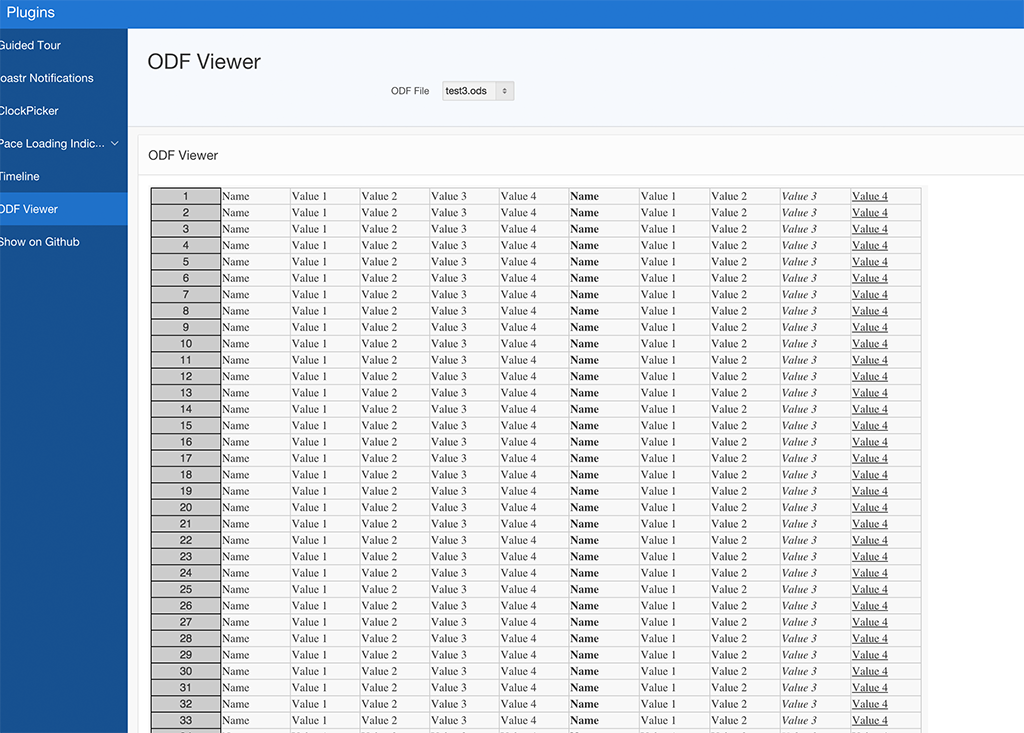 Plugins
Guided Tour
oastr Notifications
ClockPicker
Pace Loading Indic...
Timeline
ODF Viewer
Show on Github
ODF Viewer
ODF File test3.ods
ODF Viewer
1 Name Value 1 Value 2 Value 3 Value 4 Name Value 1 Value 2 Value 3 Value 4
2 Name Value 1 Value 2 Value 3 Value 4 Name Value 1 Value 2 Value 3 Value 4
3 Name Value 1 Value 2 Value 3 Value 4 Name Value 1 Value 2 Value 3 Value 4
4 Name Value 1 Value 2 Value 3 Value 4 Name Value 1 Value 2 Value 3 Value 4
5 Name Value 1 Value 2 Value 3 Value 4 Name Value 1 Value 2 Value 3 Value 4
6 Name Value 1 Value 2 Value 3 Value 4 Name Value 1 Value 2 Value 3 Value 4
7 Name Value 1 Value 2 Value 3 Value 4 Name Value 1 Value 2 Value 3 Value 4
8 Name Value 1 Value 2 Value 3 Value 4 Name Value 1 Value 2 Value 3 Value 4
9 Name Value 1 Value 2 Value 3 Value 4 Name Value 1 Value 2 Value 3 Value 4
10 Name Value 1 Value 2 Value 3 Value 4 Name Value 1 Value 2 Value 3 Value 4
11 Name Value 1 Value 2 Value 3 Value 4 Name Value 1 Value 2 Value 3 Value 4
12 Name Value 1 Value 2 Value 3 Value 4 Name Value 1 Value 2 Value 3 Value 4
13 Name Value 1 Value 2 Value 3 Value 4 Name Value 1 Value 2 Value 3 Value 4
14 Name Value 1 Value 2 Value 3 Value 4 Name Value 1 Value 2 Value 3 Value 4
15 Name Value 1 Value 2 Value 3 Value 4 Name Value 1 Value 2 Value 3 Value 4
16 Name Value 1 Value 2 Value 3 Value 4 Name Value 1 Value 2 Value 3 Value 4
17 Name Value 1 Value 2 Value 3 Value 4 Name Value 1 Value 2 Value 3 Value 4
18 Name Value 1 Value 2 Value 3 Value 4 Name Value 1 Value 2 Value 3 Value 4
19 Name Value 1 Value 2 Value 3 Value 4 Name Value 1 Value 2 Value 3 Value 4
20 Name Value 1 Value 2 Value 3 Value 4 Name Value 1 Value 2 Value 3 Value 4
21 Name Value 1 Value 2 Value 3 Value 4 Name Value 1 Value 2 Value 3 Value 4
22 Name Value 1 Value 2 Value 3 Value 4 Name Value 1 Value 2 Value 3 Value 4
23 Name Value 1 Value 2 Value 3 Value 4 Name Value 1 Value 2 Value 3 Value 4
24 Name Value 1 Value 2 Value 3 Value 4 Name Value 1 Value 2 Value 3 Value 4
25 Name Value 1 Value 2 Value 3 Value 4 Name Value 1 Value 2 Value 3 Value 4
26 Name Value 1 Value 2 Value 3 Value 4 Name Value 1 Value 2 Value 3 Value 4
27 Name Value 1 Value 2 Value 3 Value 4 Name Value 1 Value 2 Value 3 Value 4
28 Name Value 1 Value 2 Value 3 Value 4 Name Value 1 Value 2 Value 3 Value 4
29 Name Value 1 Value 2 Value 3 Value 4 Name Value 1 Value 2 Value 3 Value 4
30 Name Value 1 Value 2 Value 3 Value 4 Name Value 1 Value 2 Value 3 Value 4
31 Name Value 1 Value 2 Value 3 Value 4 Name Value 1 Value 2 Value 3 Value 4
32 Name Value 1 Value 2 Value 3 Value 4 Name Value 1 Value 2 Value 3 Value 4
33 Name Value 1 Value 2 Value 3 Value 4 Name Value 1 Value 2 Value 3 Value 4